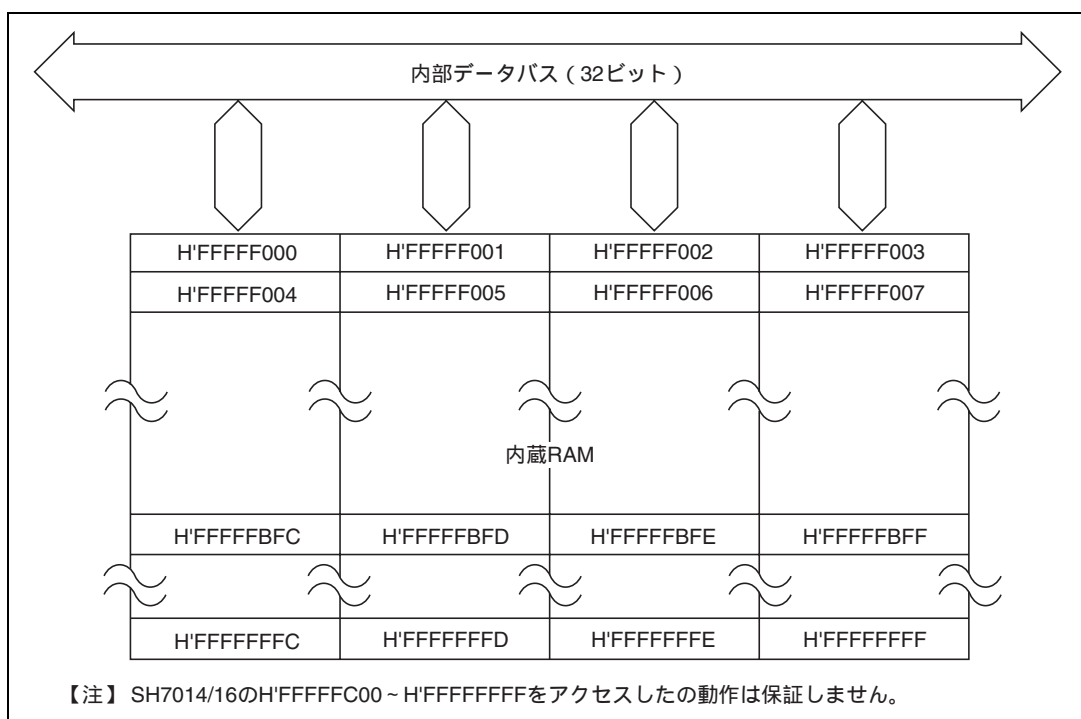 内部データバス(32ビット)
H'FFFFF000 H'FFFFF001 H'FFFFF002 H'FFFFF003
H'FFFFF004 H'FFFFF005 H'FFFFF006 H'FFFFF007
内蔵RAM
H'FFFFFBFC H'FFFFFBFD H'FFFFFBFE H'FFFFFBFF
H'FFFFFFFC H'FFFFFFFD H'FFFFFFFE H'FFFFFFFF
【注】 SH7014/16のH'FFFFFC00~H'FFFFFFFFをアクセスしたの動作は保証しません。